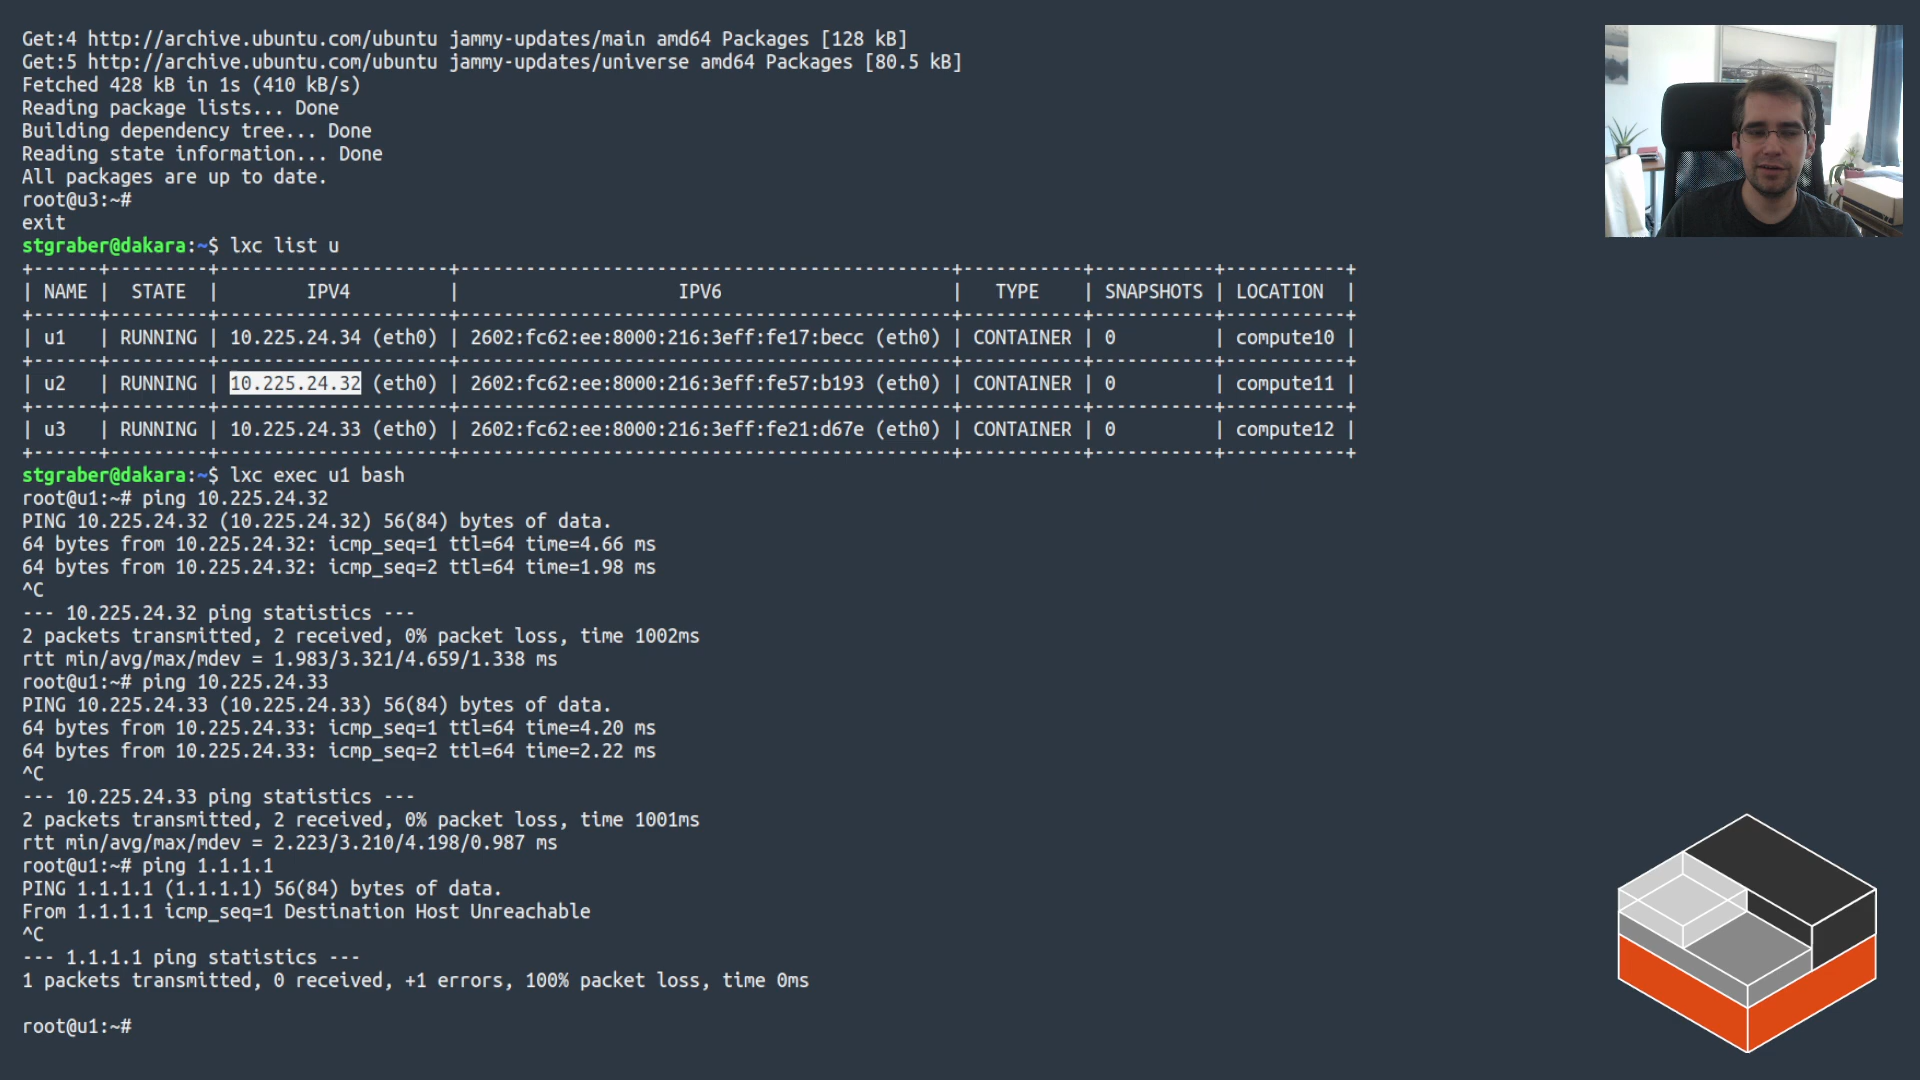 Get:4 http://archive.ubuntu.com/ubuntu jammy-updates/main amd64 Packages [128 kB]
Get:5 http://archive.ubuntu.com/ubuntu jammy-updates/universe amd64 Packages [80.5 kB]
Fetched 428 kB in 1s (410 kB/s)
Reading package lists... Done
Building dependency tree... Done
Reading state information... Done
All packages are up to date.
root@u3:~#
exit
stgraber@dakara:~$ lxc list u
+------+---------+---------------------+---------------------------------------------+-----------+-----------+-----------+
| NAME |  STATE  |        IPV4         |                    IPV6                     |   TYPE    | SNAPSHOTS | LOCATION  |
+------+---------+---------------------+---------------------------------------------+-----------+-----------+-----------+
| u1   | RUNNING | 10.225.24.34 (eth0) | 2602:fc62:ee:8000:216:3eff:fe17:becc (eth0) | CONTAINER | 0         | compute10 |
+------+---------+---------------------+---------------------------------------------+-----------+-----------+-----------+
| u2   | RUNNING | 10.225.24.32 (eth0) | 2602:fc62:ee:8000:216:3eff:fe57:b193 (eth0) | CONTAINER | 0         | compute11 |
+------+---------+---------------------+---------------------------------------------+-----------+-----------+-----------+
| u3   | RUNNING | 10.225.24.33 (eth0) | 2602:fc62:ee:8000:216:3eff:fe21:d67e (eth0) | CONTAINER | 0         | compute12 |
+------+---------+---------------------+---------------------------------------------+-----------+-----------+-----------+
stgraber@dakara:~$ lxc exec u1 bash
root@u1:~# ping 10.225.24.32
PING 10.225.24.32 (10.225.24.32) 56(84) bytes of data.
64 bytes from 10.225.24.32: icmp_seq=1 ttl=64 time=4.66 ms
64 bytes from 10.225.24.32: icmp_seq=2 ttl=64 time=1.98 ms
^C
--- 10.225.24.32 ping statistics ---
2 packets transmitted, 2 received, 0% packet loss, time 1002ms
rtt min/avg/max/mdev = 1.983/3.321/4.659/1.338 ms
root@u1:~# ping 10.225.24.33
PING 10.225.24.33 (10.225.24.33) 56(84) bytes of data.
64 bytes from 10.225.24.33: icmp_seq=1 ttl=64 time=4.20 ms
64 bytes from 10.225.24.33: icmp_seq=2 ttl=64 time=2.22 ms
^C
--- 10.225.24.33 ping statistics ---
2 packets transmitted, 2 received, 0% packet loss, time 1001ms
rtt min/avg/max/mdev = 2.223/3.210/4.198/0.987 ms
root@u1:~# ping 1.1.1.1
PING 1.1.1.1 (1.1.1.1) 56(84) bytes of data.
From 1.1.1.1 icmp_seq=1 Destination Host Unreachable
^C
--- 1.1.1.1 ping statistics ---
1 packets transmitted, 0 received, +1 errors, 100% packet loss, time 0ms

root@u1:~#